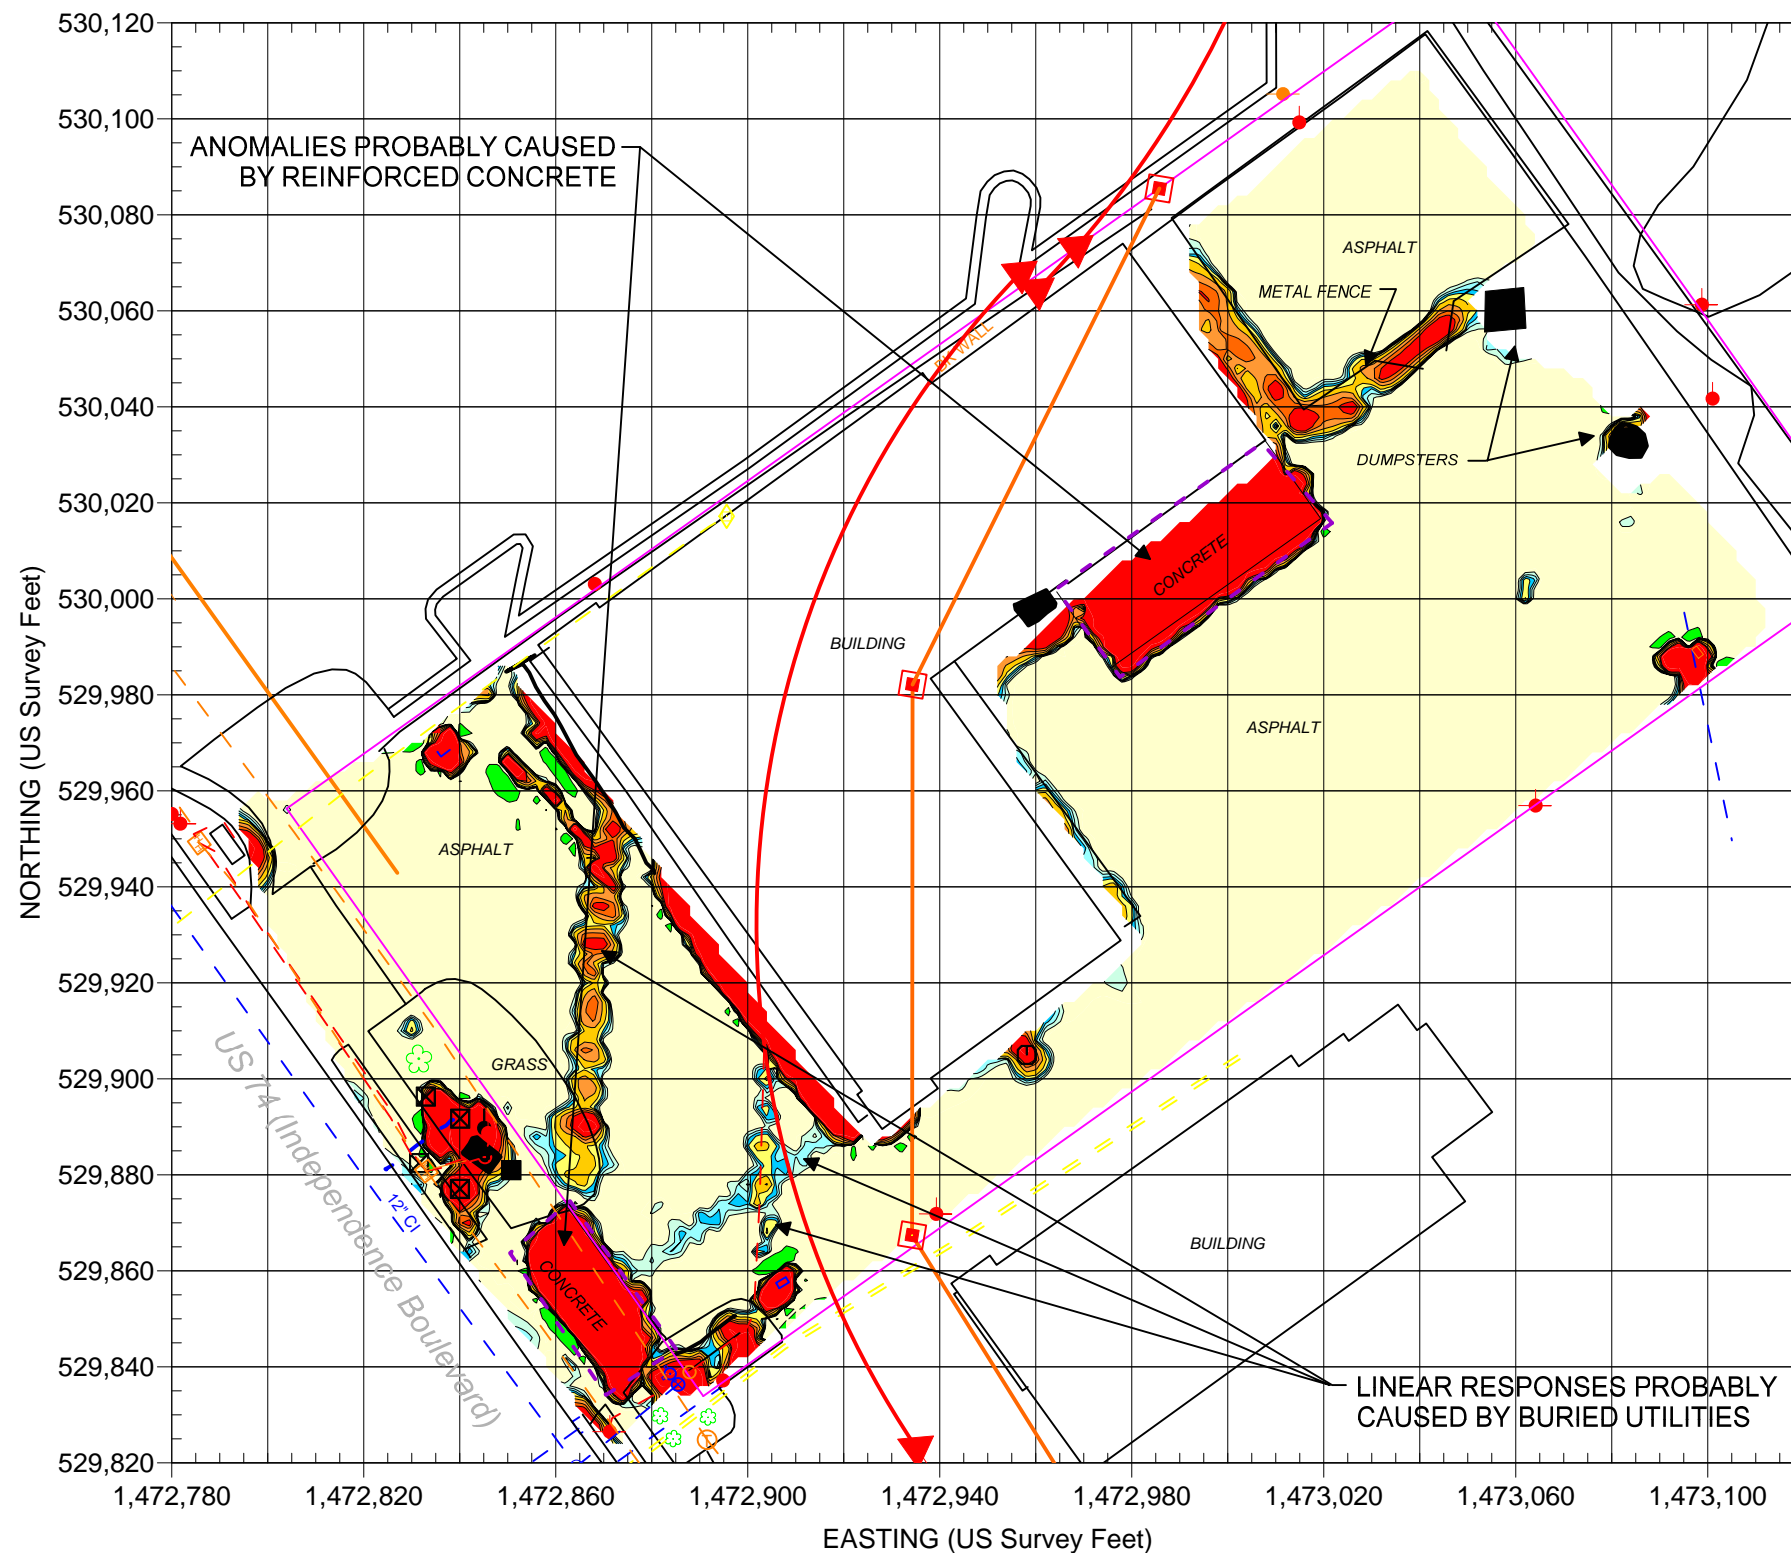 530,120
530,100
530,080
530,060
530,040
530,020
530,000
529,980
529,960
529,940
529,920
529,900
529,880
529,860
529,840
529,820
NORTHING (US Survey Feet)
1,472,780
1,472,820
1,472,860
1,472,900
1,472,940
1,472,980
1,473,020
1,473,060
1,473,100
EASTING (US Survey Feet)
ANOMALIES PROBABLY CAUSED
BY REINFORCED CONCRETE
ASPHALT
METAL FENCE
DUMPSTERS
BK WALL
CONCRETE
BUILDING
ASPHALT
ASPHALT
GRASS
US 74 (Independence Boulevard)
12" CI
CONCRETE
BUILDING
LINEAR RESPONSES PROBABLY
CAUSED BY BURIED UTILITIES